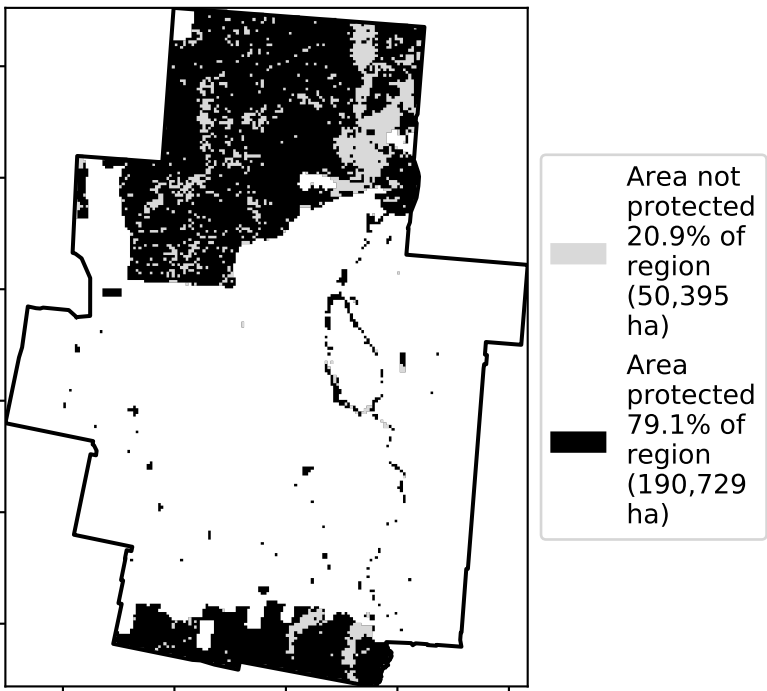 Area not
protected
20.9% of
region
(50,395
ha)
Area
protected
79.1% of
region
(190,729
ha)